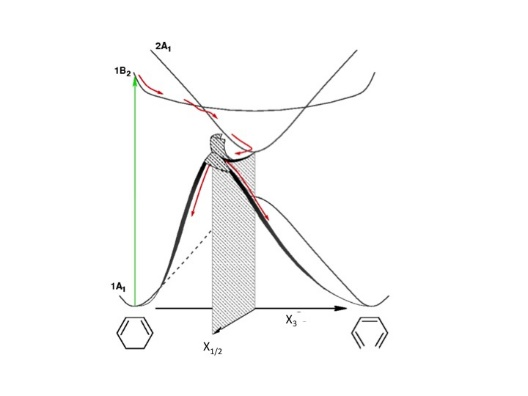 2A₁
1B₂
1A₁
X₃
X₁/₂